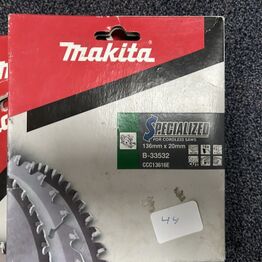 Makita
SPECIALIZED
FOR CORDLESS SAWS
136mm x 20mm
B-33532
CCC13616E
44